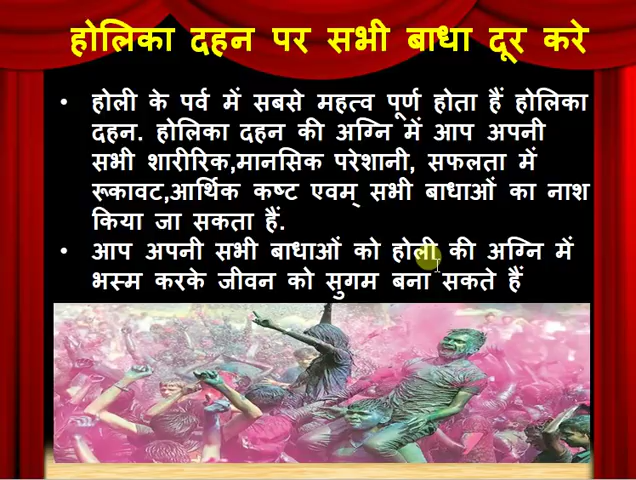 होलिका दहन पर सभी बाधा दूर करे
• होली के पर्व में सबसे महत्व पूर्ण होता हैं होलिका
दहन. होलिका दहन की अग्नि में आप अपनी
सभी शारीरिक,मानसिक परेशानी, सफलता में
रूकावट,आर्थिक कष्ट एवम् सभी बाधाओं का नाश
किया जा सकता हैं.
• आप अपनी सभी बाधाओं को होली की अग्नि में
भस्म करके जीवन को सुगम बना सकते हैं